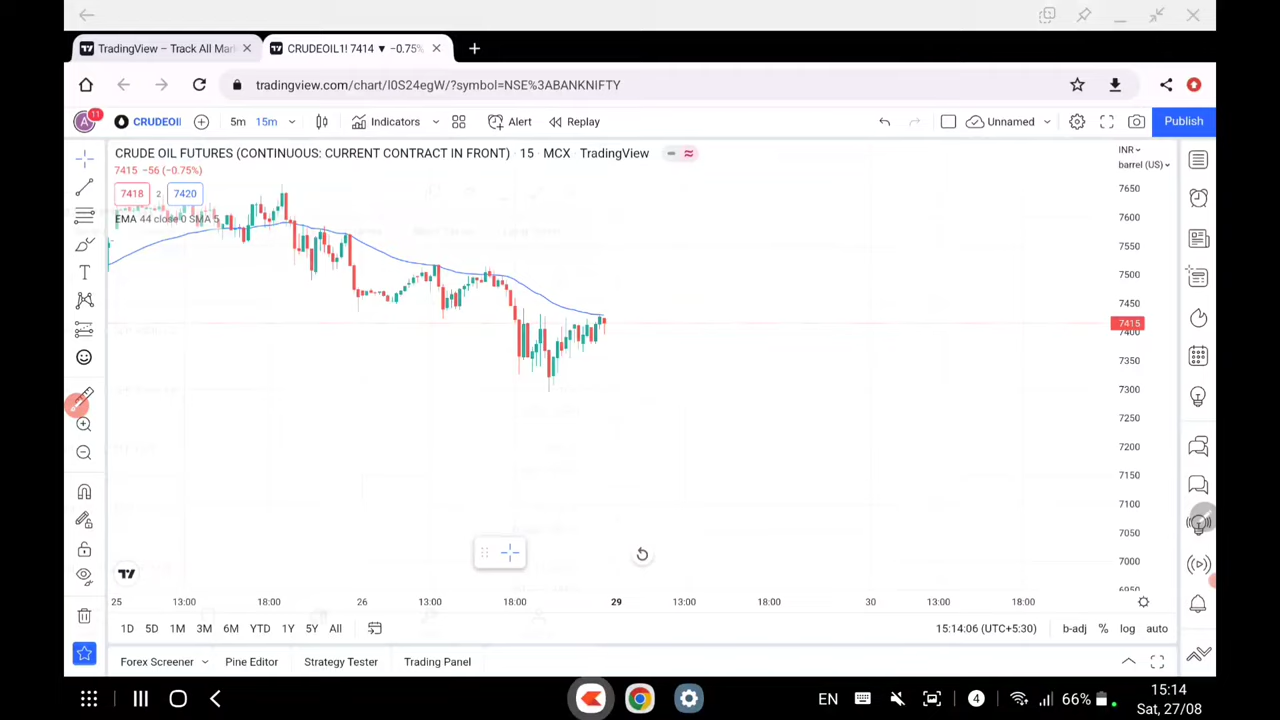 TradingView – Track All Mar
CRUDEOIL1! 7414 ▼ −0.75%
tradingview.com/chart/I0S24egW/?symbol=NSE%3ABANKNIFTY
11
CRUDEOI
5m
15m
Indicators
Alert
Replay
Unnamed
Publish
CRUDE OIL FUTURES (CONTINUOUS: CURRENT CONTRACT IN FRONT) · 15 · MCX · TradingView
7415 −56 (−0.75%)
7418 2 7420
EMA 44 close 0 SMA 5
INR
barrel (US)
7650
7600
7550
7500
7450
7415
7400
7350
7300
7250
7200
7150
7100
7050
7000
6950
25 13:00 18:00 26 13:00 18:00 29 13:00 18:00 30 13:00 18:00
1D 5D 1M 3M 6M YTD 1Y 5Y All
15:14:06 (UTC+5:30) b-adj % log auto
Forex Screener Pine Editor Strategy Tester Trading Panel
EN 4 66% 15:14
Sat, 27/08